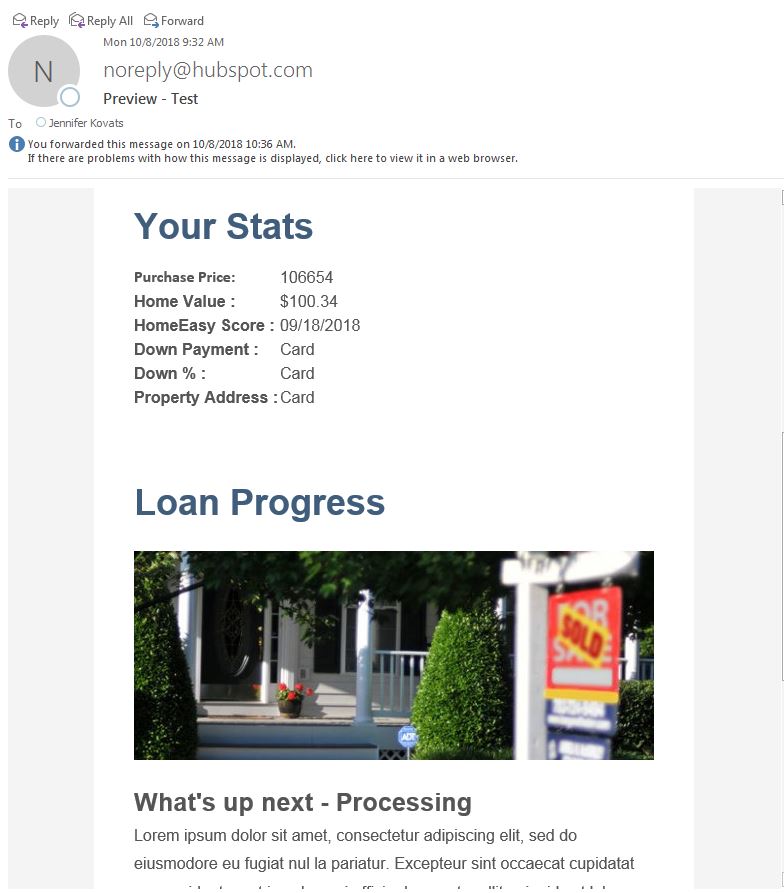 Reply Reply All Forward
Mon 10/8/2018 9:32 AM
N
noreply@hubspot.com
Preview - Test
To Jennifer Kovats
You forwarded this message on 10/8/2018 10:36 AM.
If there are problems with how this message is displayed, click here to view it in a web browser.
Your Stats
Purchase Price: 106654
Home Value : $100.34
HomeEasy Score : 09/18/2018
Down Payment : Card
Down % : Card
Property Address : Card
Loan Progress
FOR
SOLD
SALE
ADT
What's up next - Processing
Lorem ipsum dolor sit amet, consectetur adipiscing elit, sed do
eiusmodore eu fugiat nul la pariatur. Excepteur sint occaecat cupidatat